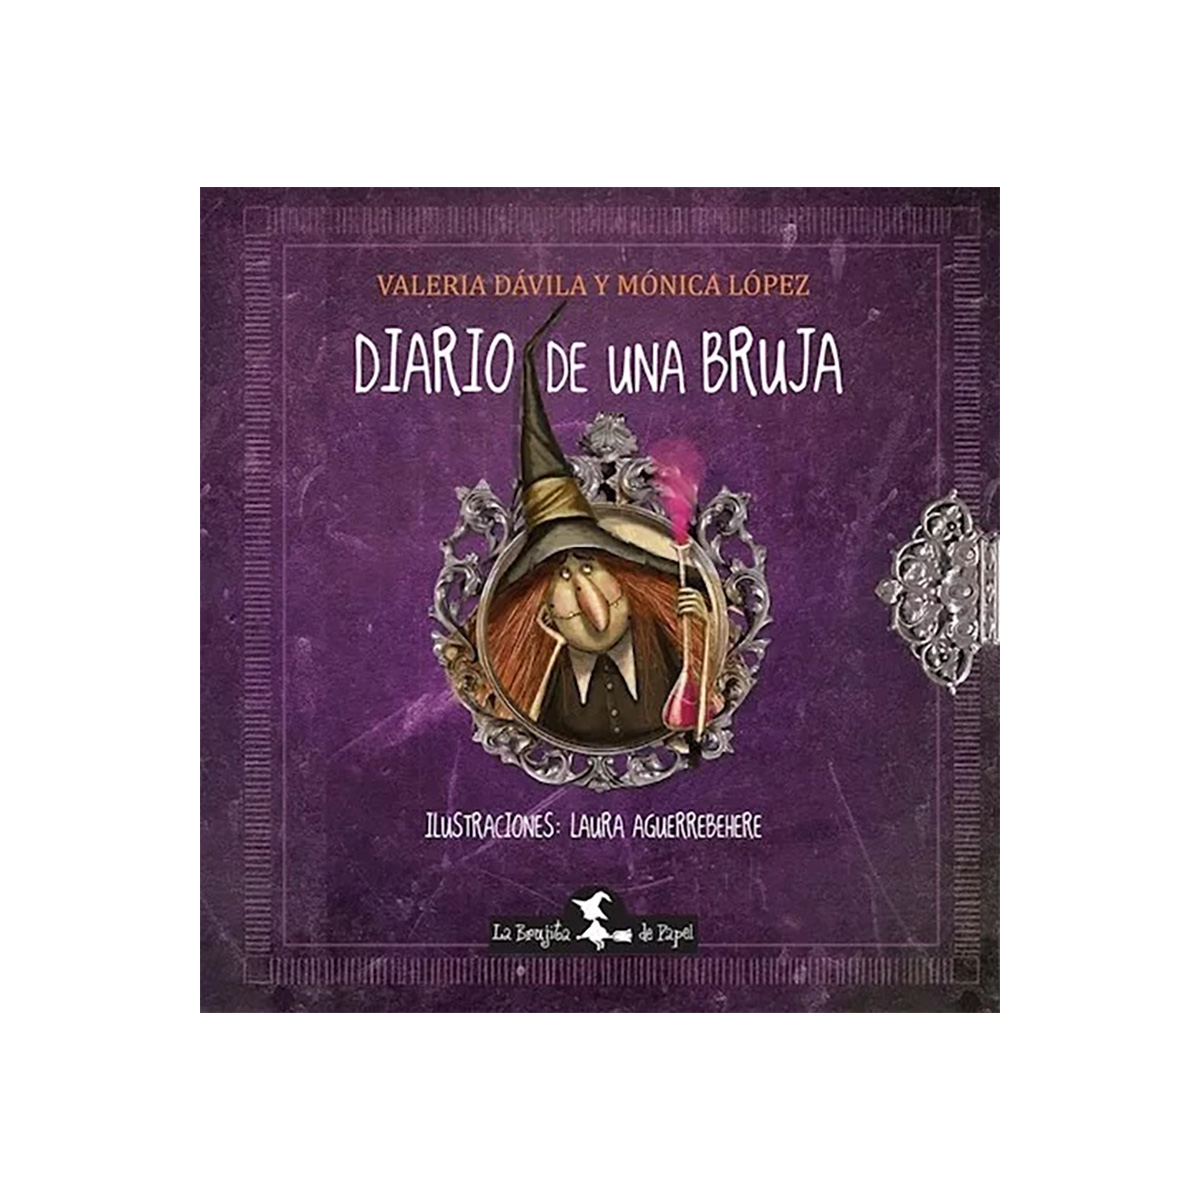 VALERIA DÁVILA Y MÓNICA LÓPEZ
DIARIO DE UNA BRUJA
ILUSTRACIONES: LAURA AGUERREBEHERE
La Brujita de Papel